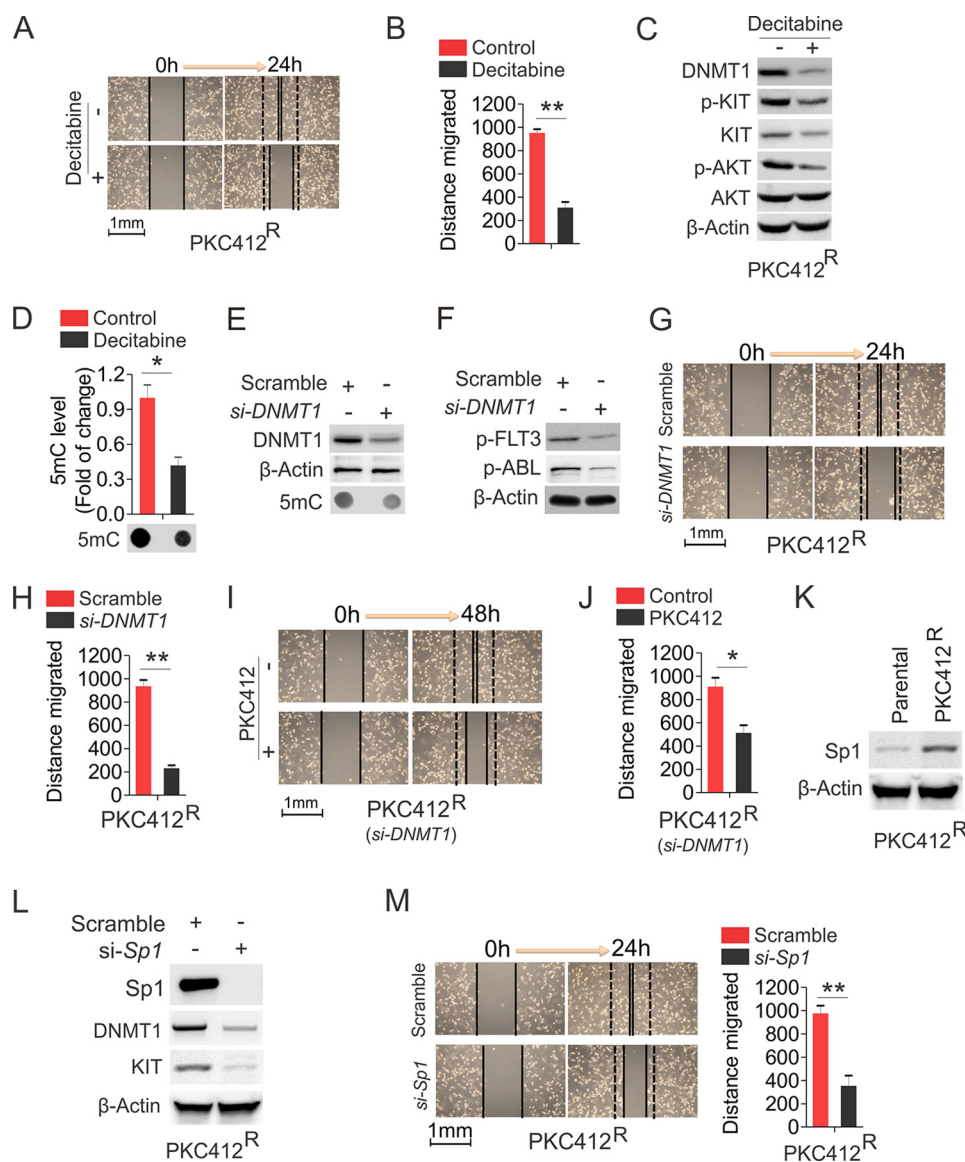 A
0h 24h
Decitabine
-
+
1mm
PKC412R
B
Control
Decitabine
Distance migrated
1200
1000
800
600
400
200
0
**
C
Decitabine
- +
DNMT1
p-KIT
KIT
p-AKT
AKT
β-Actin
PKC412R
D
Control
Decitabine
5mC level
(Fold of change)
1.2
0.9
0.6
0.3
0.0
*
5mC
E
Scramble + -
si-DNMT1 - +
DNMT1
β-Actin
5mC
F
Scramble + -
si-DNMT1 - +
p-FLT3
p-ABL
β-Actin
G
0h 24h
Scramble
si-DNMT1
1mm
PKC412R
H
Scramble
si-DNMT1
Distance migrated
1200
1000
800
600
400
200
0
**
PKC412R
I
0h 48h
PKC412
-
+
1mm
PKC412R
(si-DNMT1)
J
Control
PKC412
Distance migrated
1200
1000
800
600
400
200
0
*
PKC412R
(si-DNMT1)
K
Parental
PKC412R
Sp1
β-Actin
PKC412R
L
Scramble + -
si-Sp1 - +
Sp1
DNMT1
KIT
β-Actin
PKC412R
M
0h 24h
Scramble
si-Sp1
1mm
PKC412R
Scramble
si-Sp1
Distance migrated
1200
1000
800
600
400
200
0
**
PKC412R